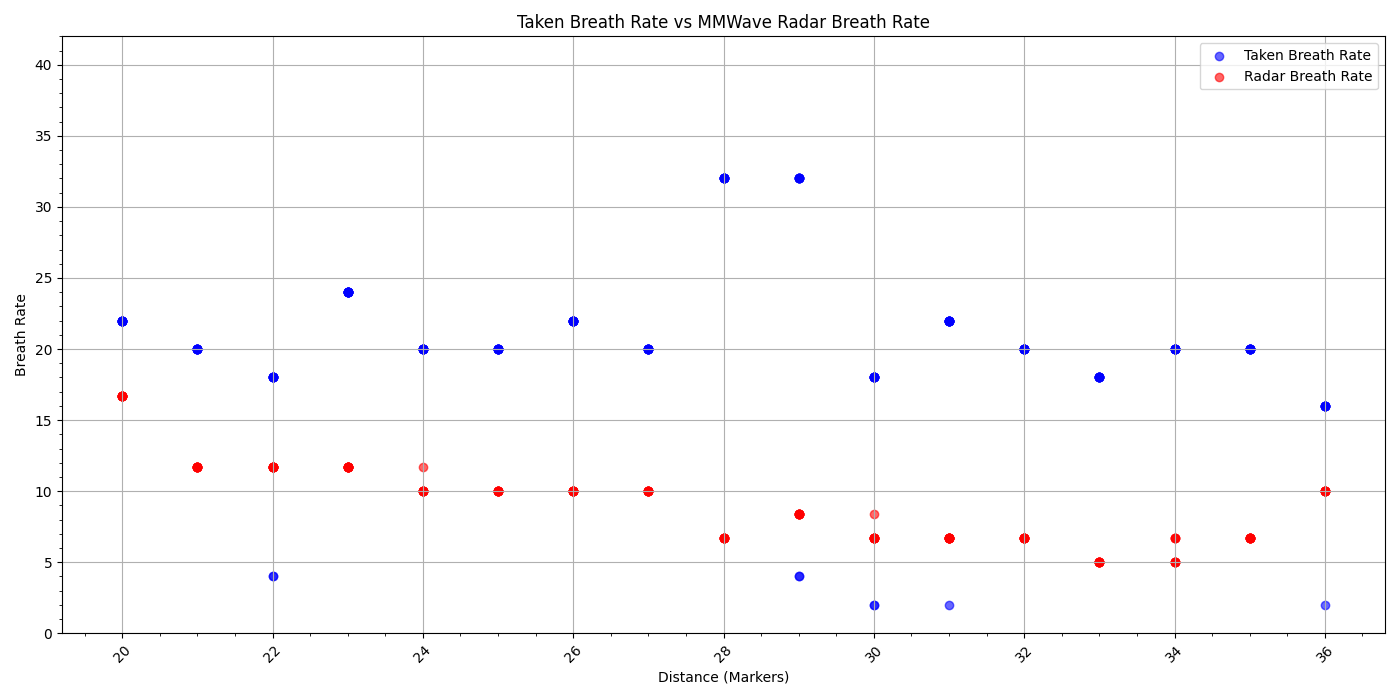 Taken Breath Rate vs MMWave Radar Breath Rate
Taken Breath Rate
Radar Breath Rate
Breath Rate
40
35
30
25
20
15
10
5
0
20 22 24 26 28 30 32 34 36
Distance (Markers)